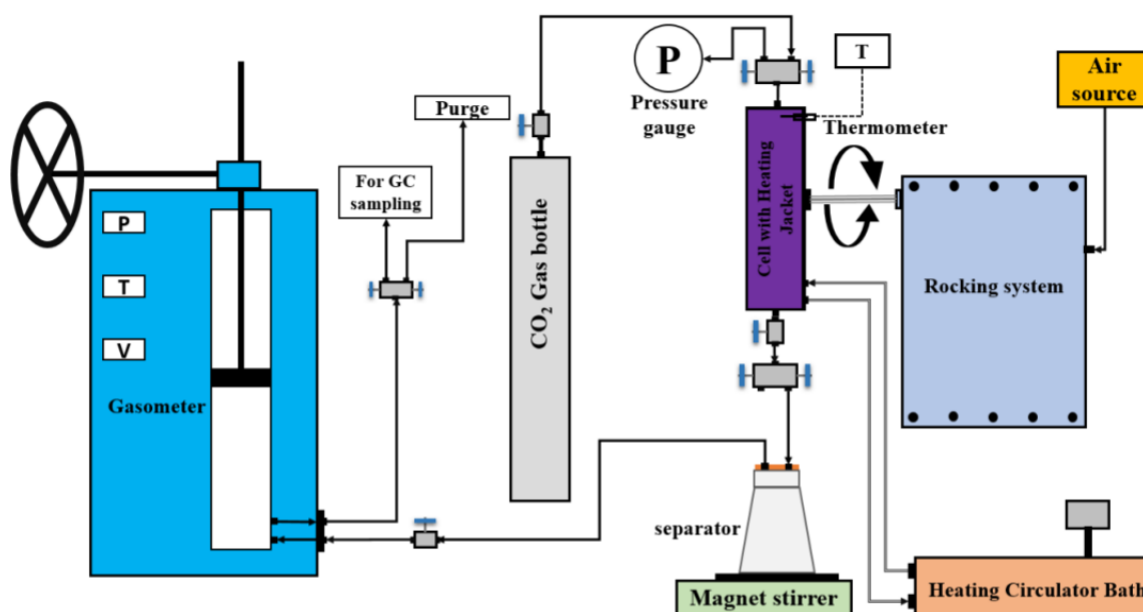 Purge
For GC
sampling
P
T
V
Gasometer
CO₂ Gas bottle
P
Pressure
gauge
T
Thermometer
Cell with Heating
Jacket
Air
source
Rocking system
separator
Magnet stirrer
Heating Circulator Bath